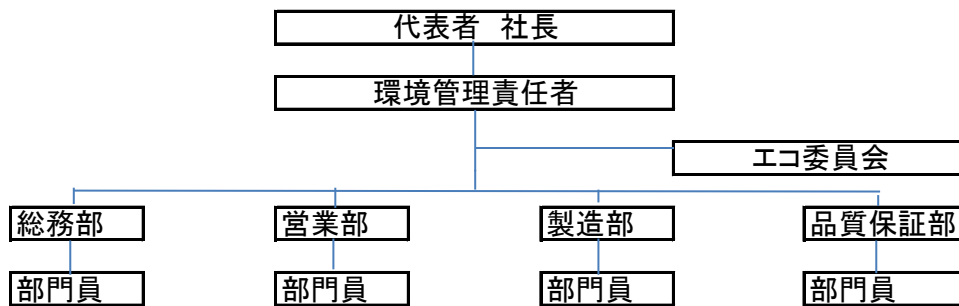 代表者 社長
環境管理責任者
エコ委員会
総務部 営業部 製造部 品質保証部
部門員 部門員 部門員 部門員